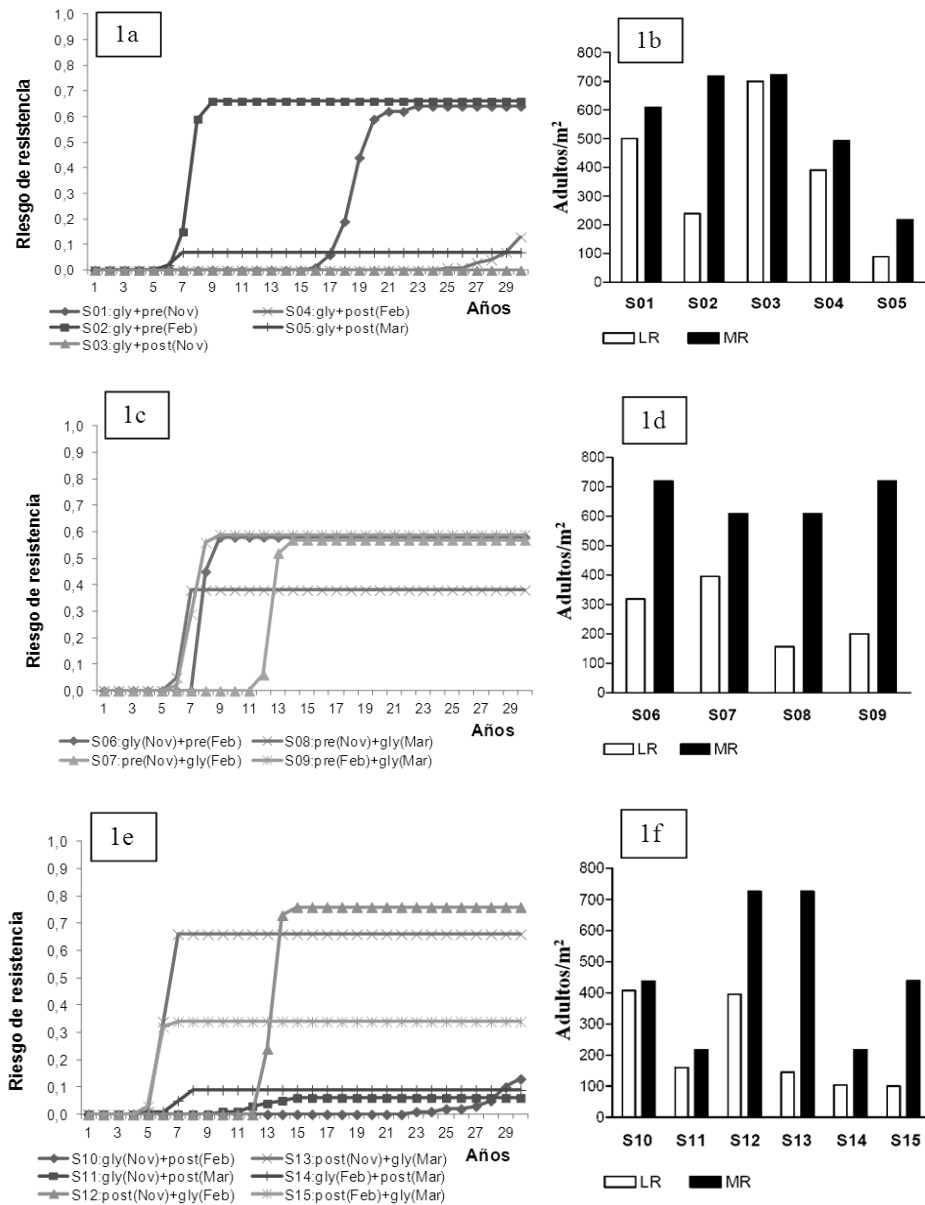 1a
Riesgo de resistencia
1,0
0,9
0,8
0,7
0,6
0,5
0,4
0,3
0,2
0,1
0,0
1 3 5 7 9 11 13 15 17 19 21 23 25 27 29
Años
S01:gly+pre(Nov) S04:gly+post(Feb)
S02:gly+pre(Feb) S05:gly+post(Mar)
S03:gly+post(Nov)
1b
Adultos/m²
800
700
600
500
400
300
200
100
0
S01 S02 S03 S04 S05
LR MR
1c
Riesgo de resistencia
1,0
0,9
0,8
0,7
0,6
0,5
0,4
0,3
0,2
0,1
0,0
1 3 5 7 9 11 13 15 17 19 21 23 25 27 29
Años
S06:gly(Nov)+pre(Feb) S08:pre(Nov)+gly(Mar)
S07:pre(Nov)+gly(Feb) S09:pre(Feb)+gly(Mar)
1d
Adultos/m²
800
700
600
500
400
300
200
100
0
S06 S07 S08 S09
LR MR
1e
Riesgo de resistencia
1,0
0,9
0,8
0,7
0,6
0,5
0,4
0,3
0,2
0,1
0,0
1 3 5 7 9 11 13 15 17 19 21 23 25 27 29
Años
S10:gly(Nov)+post(Feb) S13:post(Nov)+gly(Mar)
S11:gly(Nov)+post(Mar) S14:gly(Feb)+post(Mar)
S12:post(Nov)+gly(Feb) S15:post(Feb)+gly(Mar)
1f
Adultos/m²
800
700
600
500
400
300
200
100
0
S10 S11 S12 S13 S14 S15
LR MR